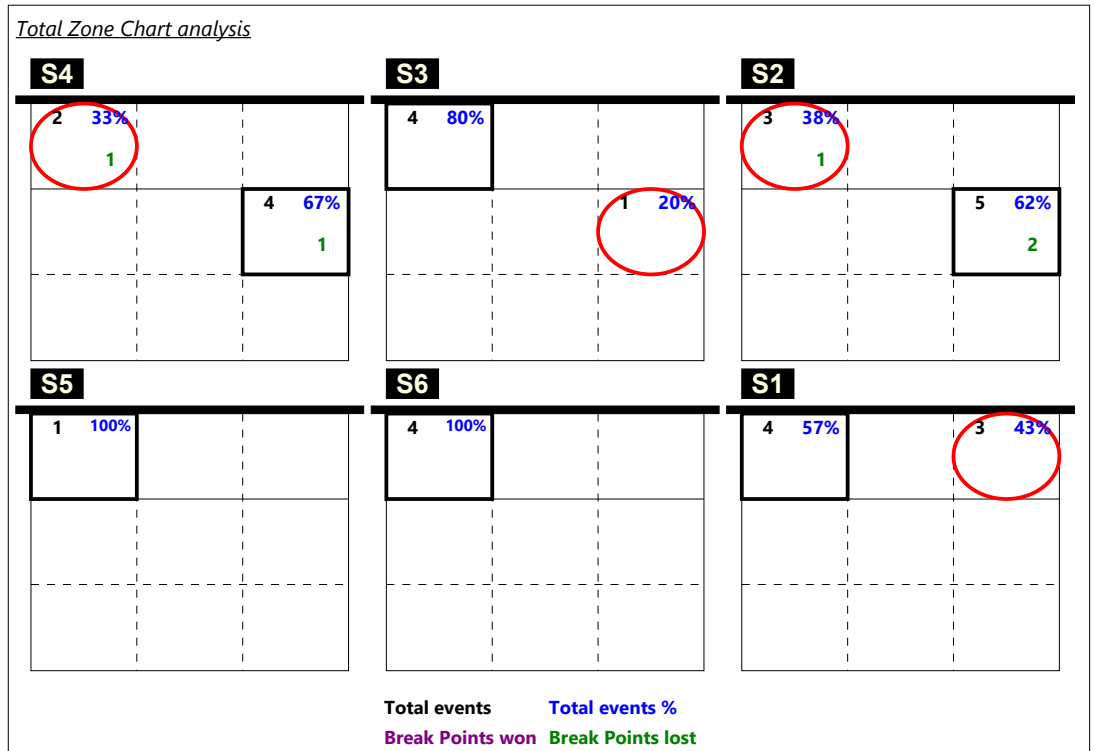 Total Zone Chart analysis
S4 S3 S2
2 33% 4 80% 3 38%
1 1
4 67% 1 20% 5 62%
1 2
S5 S6 S1
1 100% 4 100% 4 57% 3 43%
Total events Total events %
Break Points won Break Points lost